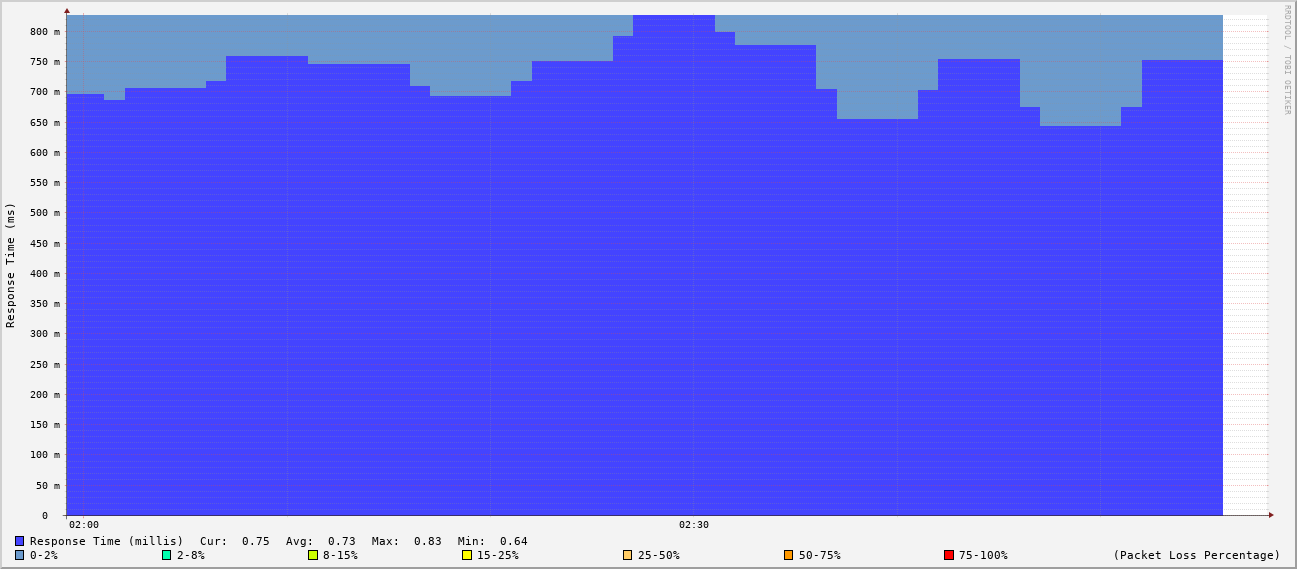 RRDTOOL / TOBI OETIKER
Response Time (ms)
800 m
750 m
700 m
650 m
600 m
550 m
500 m
450 m
400 m
350 m
300 m
250 m
200 m
150 m
100 m
50 m
0
02:00 02:30
Response Time (millis) Cur: 0.75 Avg: 0.73 Max: 0.83 Min: 0.64
0-2% 2-8% 8-15% 15-25% 25-50% 50-75% 75-100% (Packet Loss Percentage)